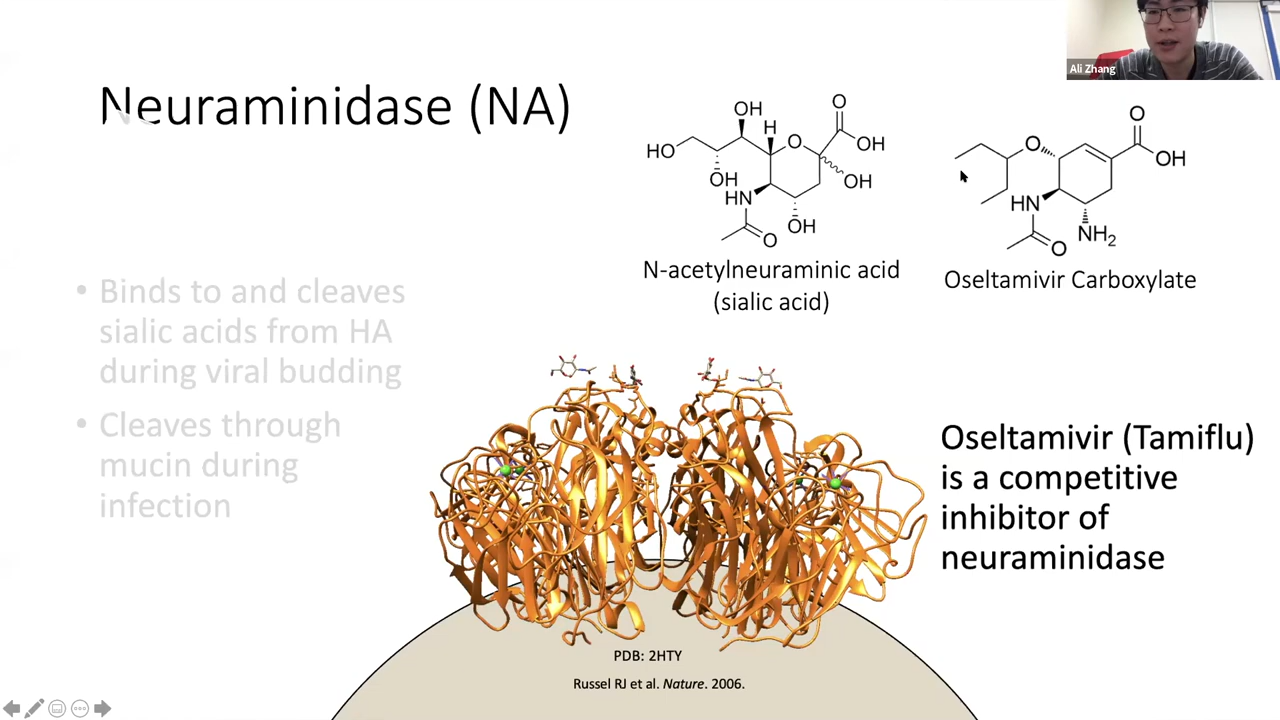 Ali Zhang
Neuraminidase (NA)
OH
H
O
O
OH
HO
OH
HN
OH
OH
O
N-acetylneuraminic acid
(sialic acid)
O
O
OH
HN
NH2
O
Oseltamivir Carboxylate
• Binds to and cleaves
sialic acids from HA
during viral budding
• Cleaves through
mucin during
infection
Oseltamivir (Tamiflu)
is a competitive
inhibitor of
neuraminidase
PDB: 2HTY
Russel RJ et al. Nature. 2006.